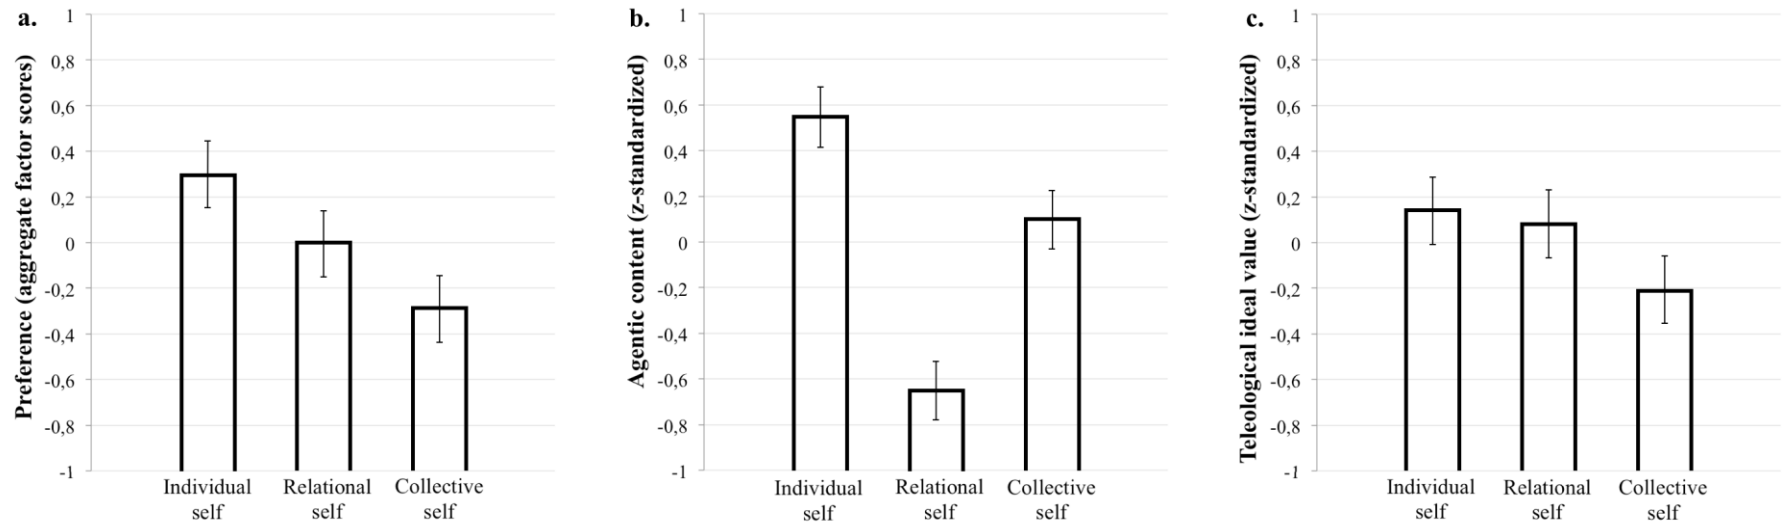 a.
Preference (aggregate factor scores)
1
0,8
0,6
0,4
0,2
0
-0,2
-0,4
-0,6
-0,8
-1
Individual self
Relational self
Collective self
b.
Agentic content (z-standardized)
1
0,8
0,6
0,4
0,2
0
-0,2
-0,4
-0,6
-0,8
-1
Individual self
Relational self
Collective self
c.
Teleological ideal value (z-standardized)
1
0,8
0,6
0,4
0,2
0
-0,2
-0,4
-0,6
-0,8
-1
Individual self
Relational self
Collective self